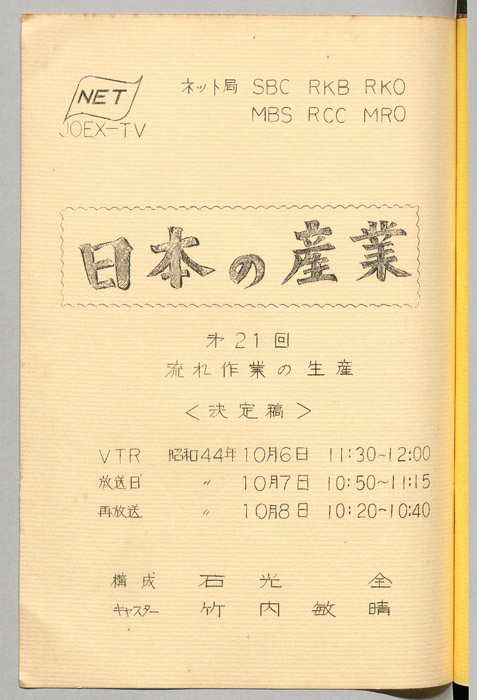 NET
JOEX-TV
ネット局 SBC RKB RKO
MBS RCC MRO
日本の産業
第21回
流れ作業の生産
<決定稿>
VTR 昭和44年10月6日 11:30~12:00
放送日 〃 10月7日 10:50~11:15
再放送 〃 10月8日 10:20~10:40
構成 石光 全
キャスター 竹内敏晴